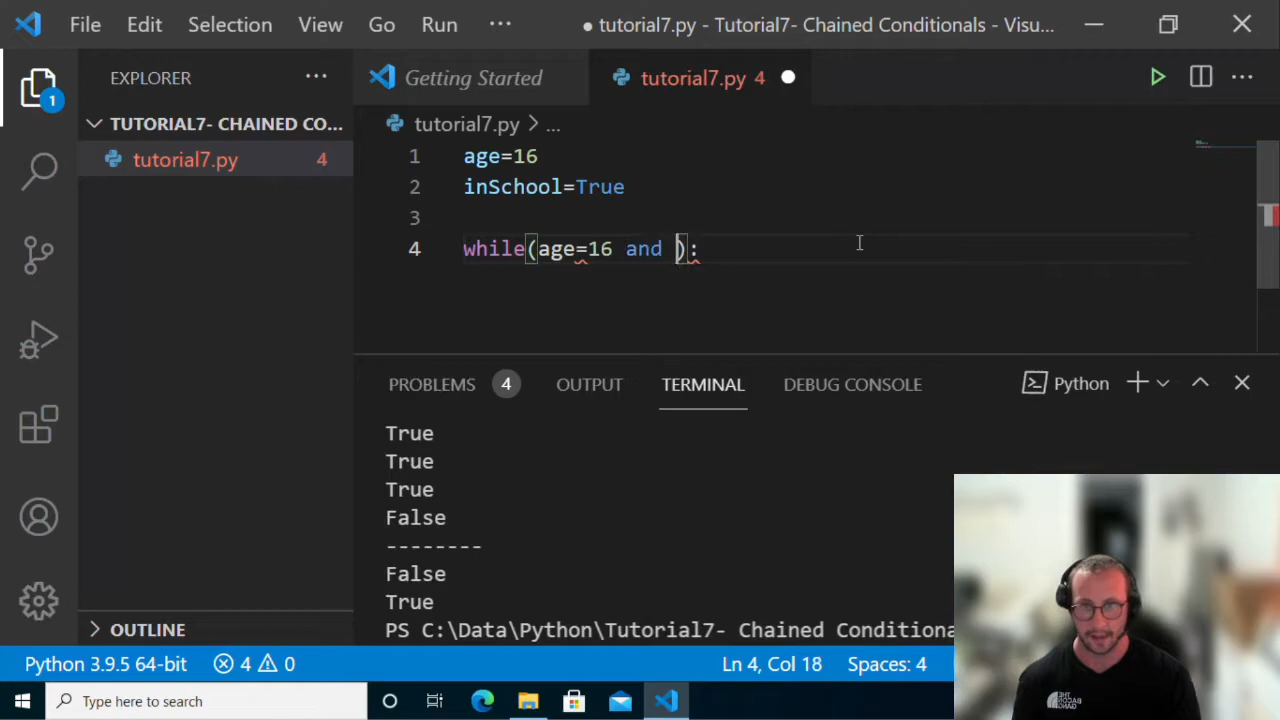 File Edit Selection View Go Run ··· ● tutorial7.py - Tutorial7- Chained Conditionals - Visu...
EXPLORER ···
Getting Started
tutorial7.py 4
TUTORIAL7- CHAINED CO...
tutorial7.py 4
tutorial7.py > ...
1 age=16
2 inSchool=True
3
4 while(age=16 and ):
1
PROBLEMS 4 OUTPUT TERMINAL DEBUG CONSOLE Python
True
True
True
False
--------
False
True
PS C:\Data\Python\Tutorial7- Chained Conditiona
OUTLINE
THE BACON GANG
Python 3.9.5 64-bit 4 0 Ln 4, Col 18 Spaces: 4
Type here to search